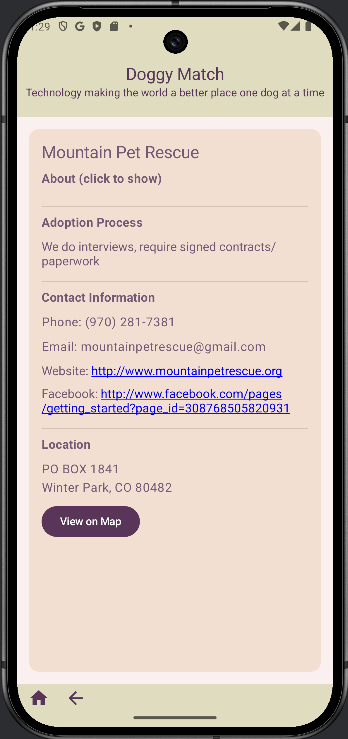 :29
Doggy Match
Technology making the world a better place one dog at a time
Mountain Pet Rescue
About (click to show)
Adoption Process
We do interviews, require signed contracts/
paperwork
Contact Information
Phone: (970) 281-7381
Email: mountainpetrescue@gmail.com
Website: http://www.mountainpetrescue.org
Facebook: http://www.facebook.com/pages
/getting_started?page_id=308768505820931
Location
PO BOX 1841
Winter Park, CO 80482
View on Map